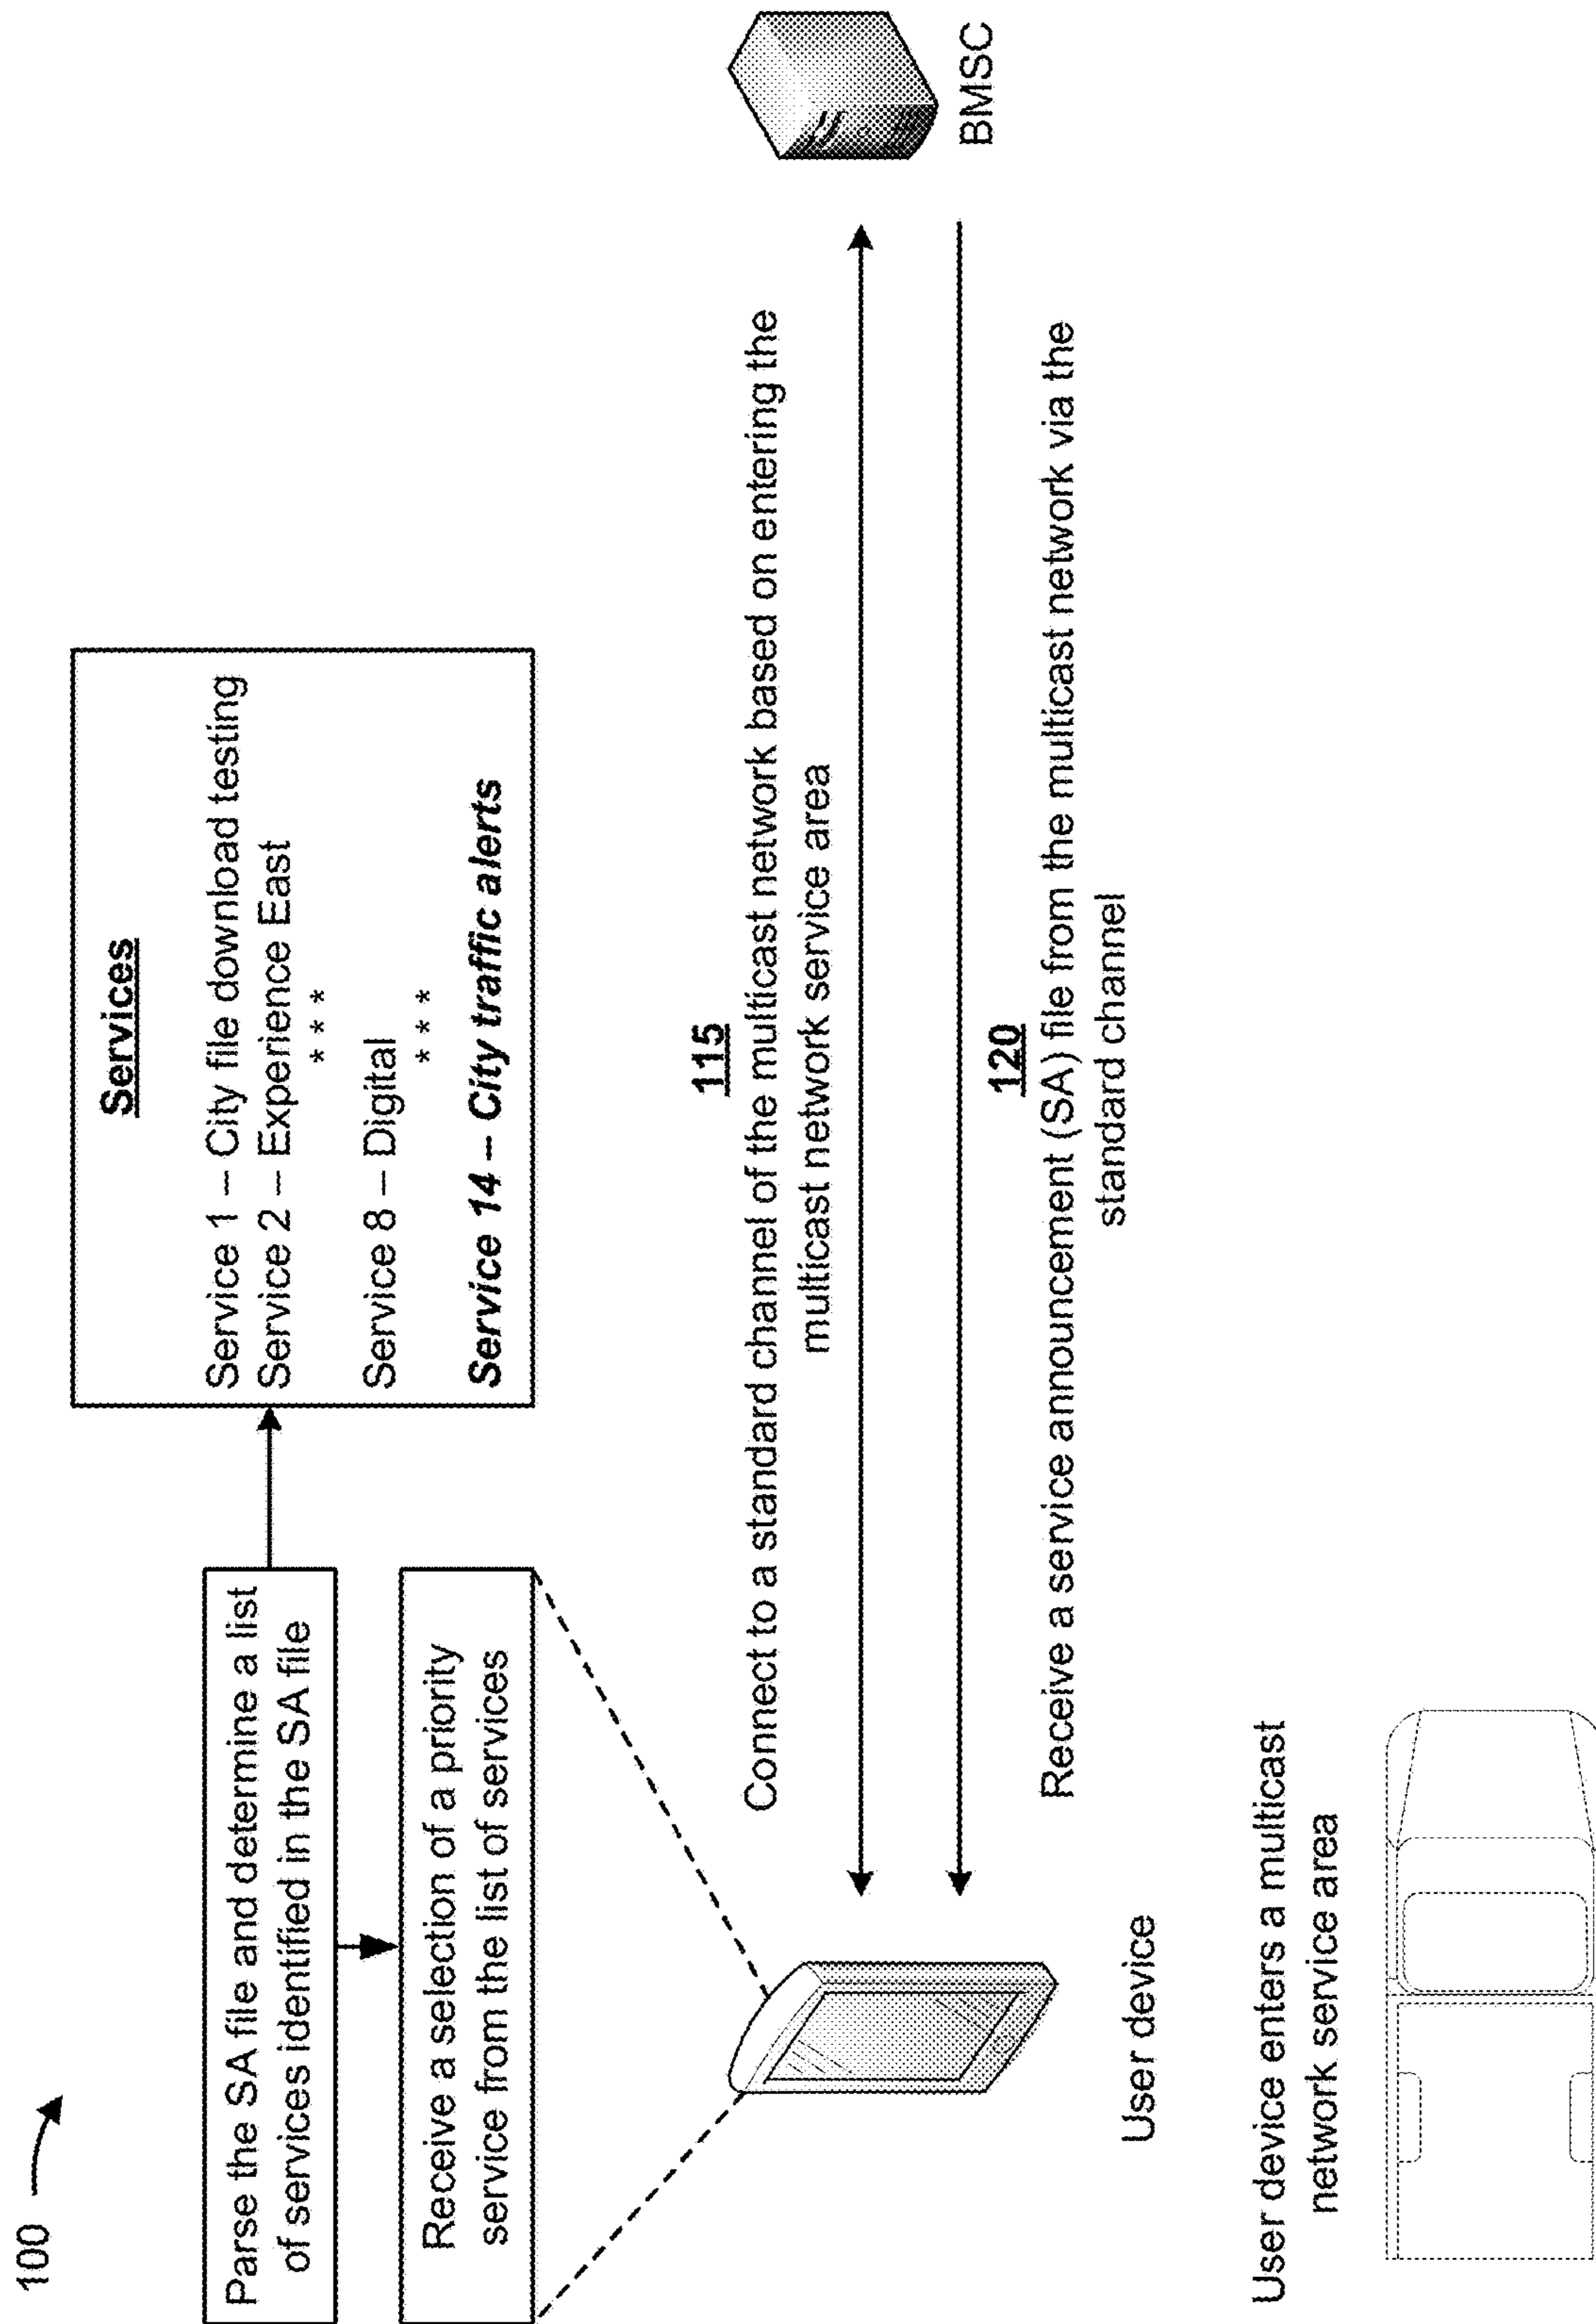 100
Parse the SA file and determine a list
of services identified in the SA file
Receive a selection of a priority
service from the list of services
Services
Service 1 – City file download testing
Service 2 – Experience East
* * *
Service 8 – Digital
* * *
Service 14 – City traffic alerts
115
Connect to a standard channel of the multicast network based on entering the
multicast network service area
120
Receive a service announcement (SA) file from the multicast network via the
standard channel
User device
BMSC
User device enters a multicast
network service area